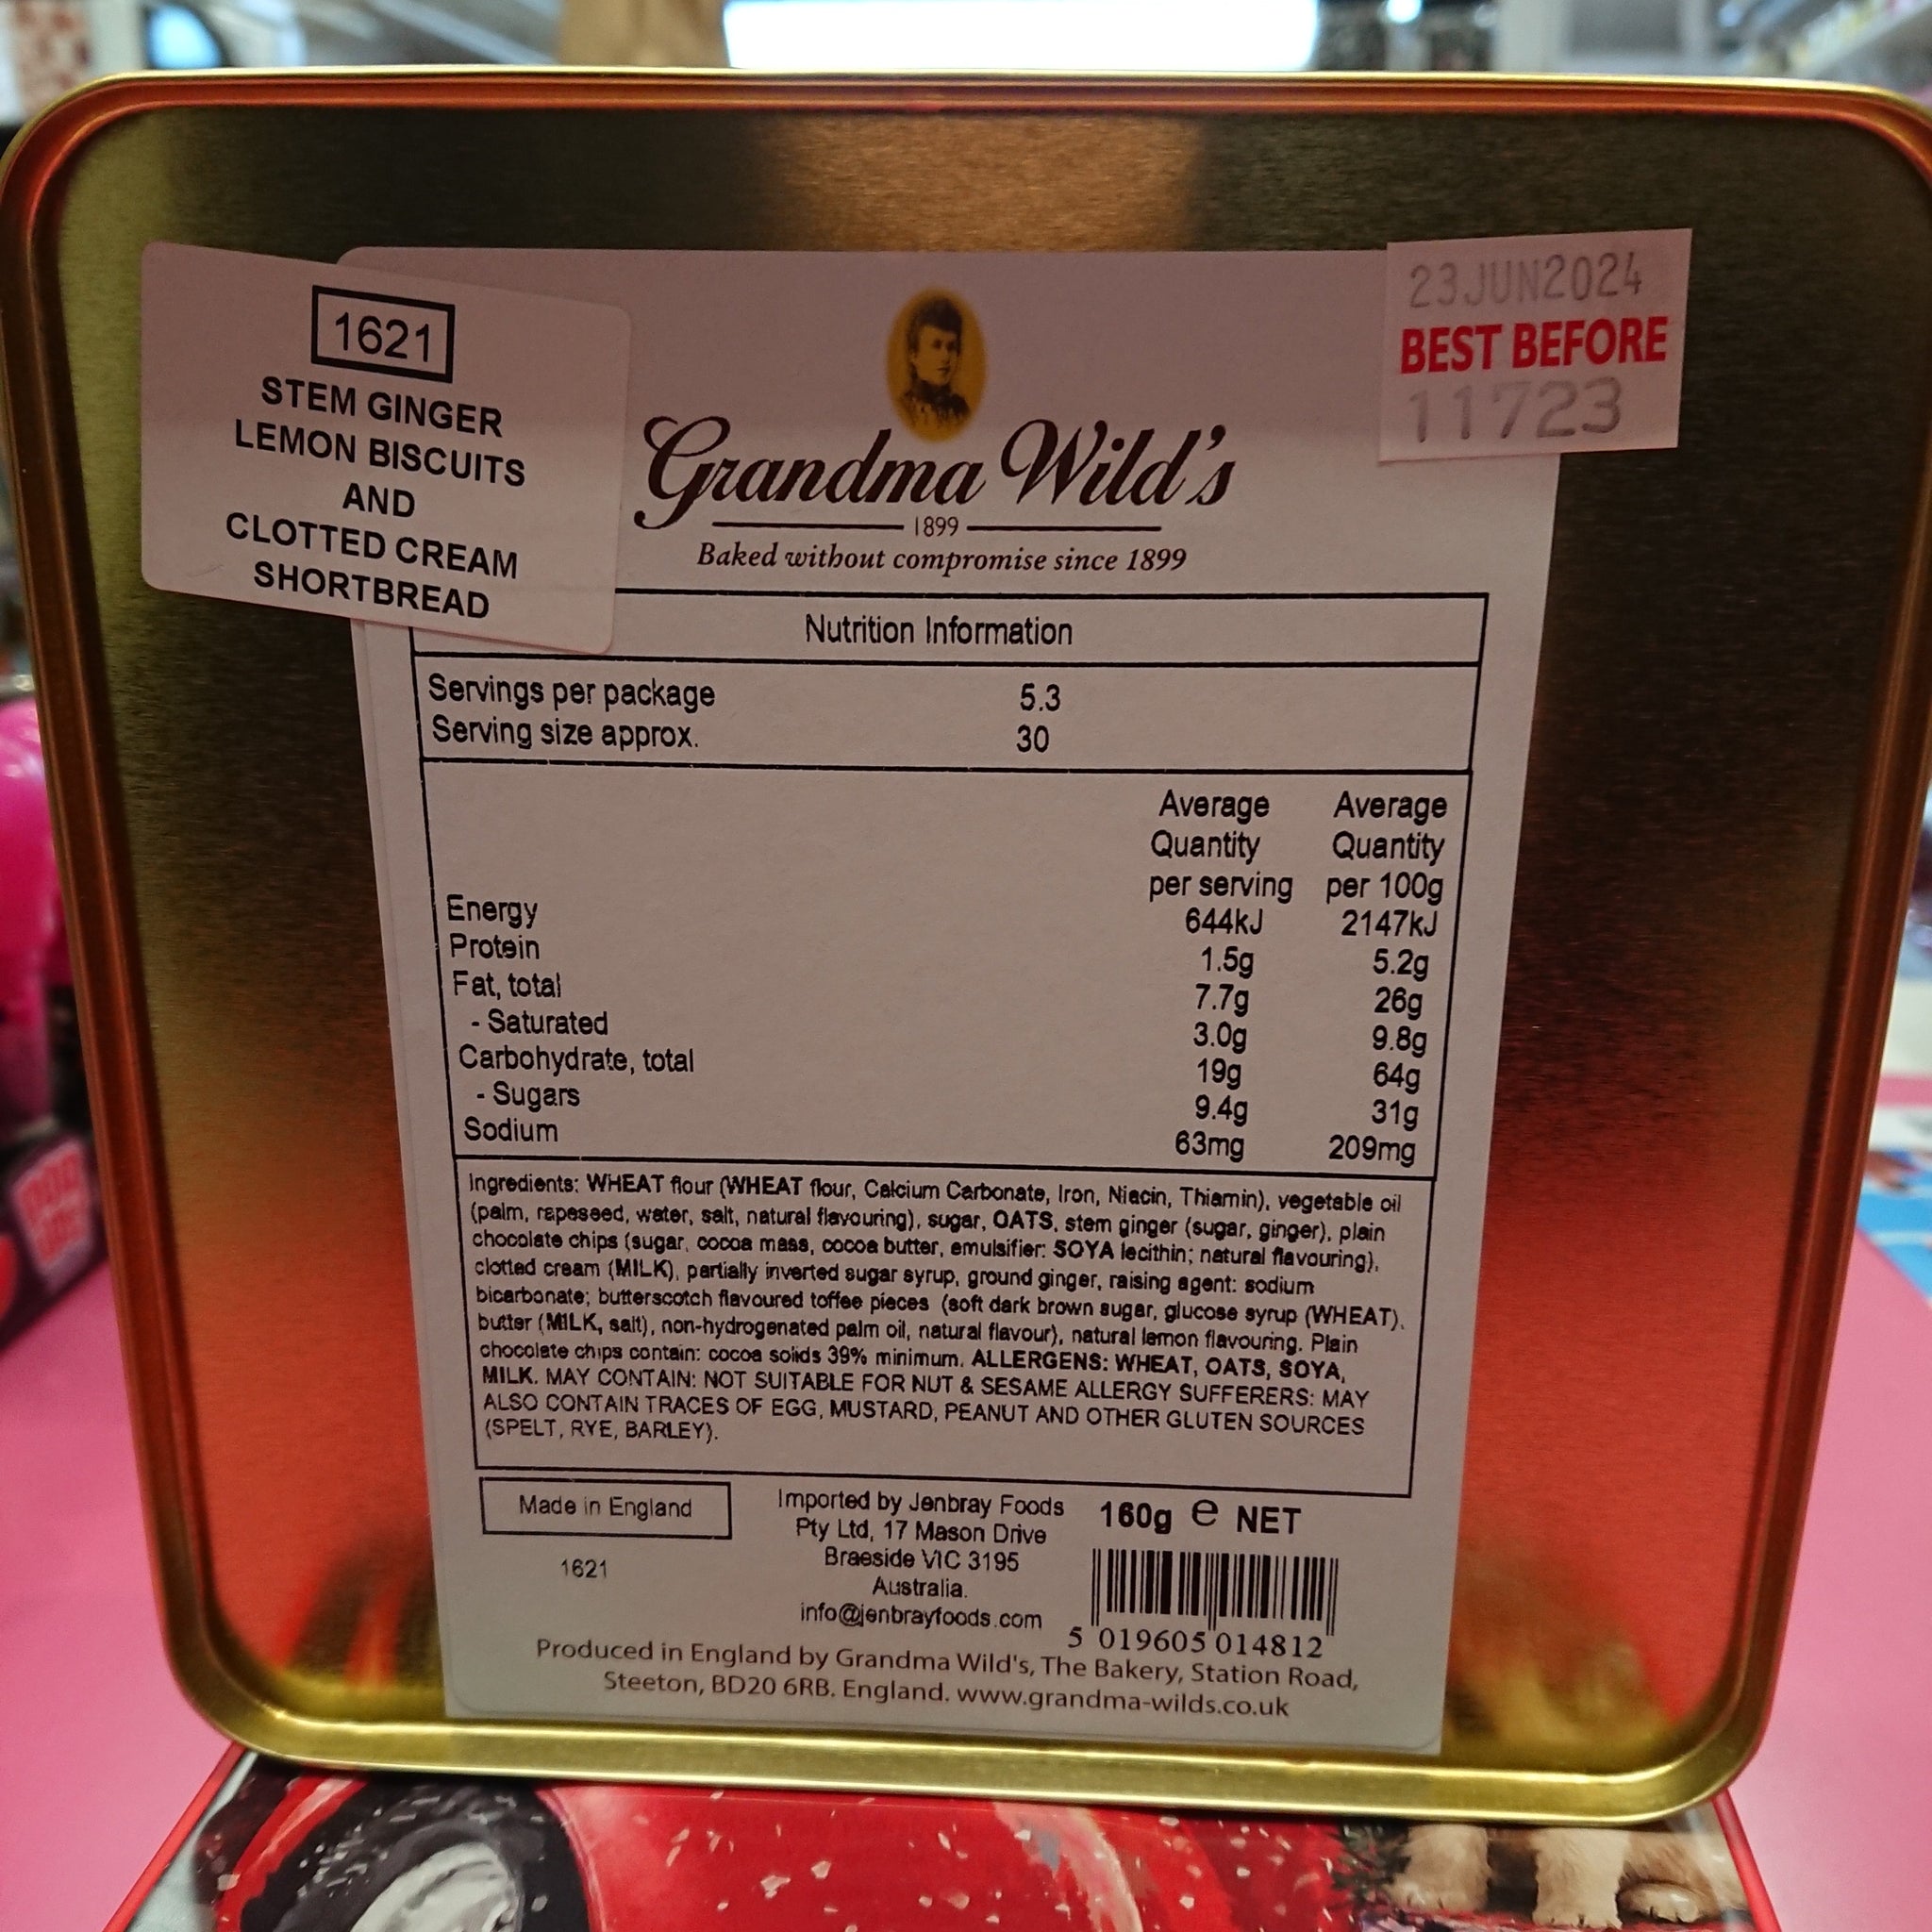 1621
STEM GINGER
LEMON BISCUITS
AND
CLOTTED CREAM
SHORTBREAD
23 JUN 2024
BEST BEFORE
11723
Grandma Wild's
1899
Baked without compromise since 1899
Nutrition Information
Servings per package 5.3
Serving size approx. 30
Average Average
Quantity Quantity
per serving per 100g
Energy 644kJ 2147kJ
Protein 1.5g 5.2g
Fat, total 7.7g 26g
- Saturated 3.0g 9.8g
Carbohydrate, total 19g 64g
- Sugars 9.4g 31g
Sodium 63mg 209mg
Ingredients: WHEAT flour (WHEAT flour, Calcium Carbonate, Iron, Niacin, Thiamin), vegetable oil
(palm, rapeseed, water, salt, natural flavouring), sugar, OATS, stem ginger (sugar, ginger), plain
chocolate chips (sugar, cocoa mass, cocoa butter, emulsifier: SOYA lecithin; natural flavouring),
clotted cream (MILK), partially inverted sugar syrup, ground ginger, raising agent: sodium
bicarbonate; butterscotch flavoured toffee pieces (soft dark brown sugar, glucose syrup (WHEAT),
butter (MILK, salt), non-hydrogenated palm oil, natural flavour), natural lemon flavouring. Plain
chocolate chips contain: cocoa solids 39% minimum. ALLERGENS: WHEAT, OATS, SOYA,
MILK. MAY CONTAIN: NOT SUITABLE FOR NUT & SESAME ALLERGY SUFFERERS: MAY
ALSO CONTAIN TRACES OF EGG, MUSTARD, PEANUT AND OTHER GLUTEN SOURCES
(SPELT, RYE, BARLEY).
Made in England
1621
Imported by Jenbray Foods
Pty Ltd, 17 Mason Drive
Braeside VIC 3195
Australia.
info@jenbrayfoods.com
160g e NET
5 019605 014812
Produced in England by Grandma Wild's, The Bakery, Station Road,
Steeton, BD20 6RB. England. www.grandma-wilds.co.uk